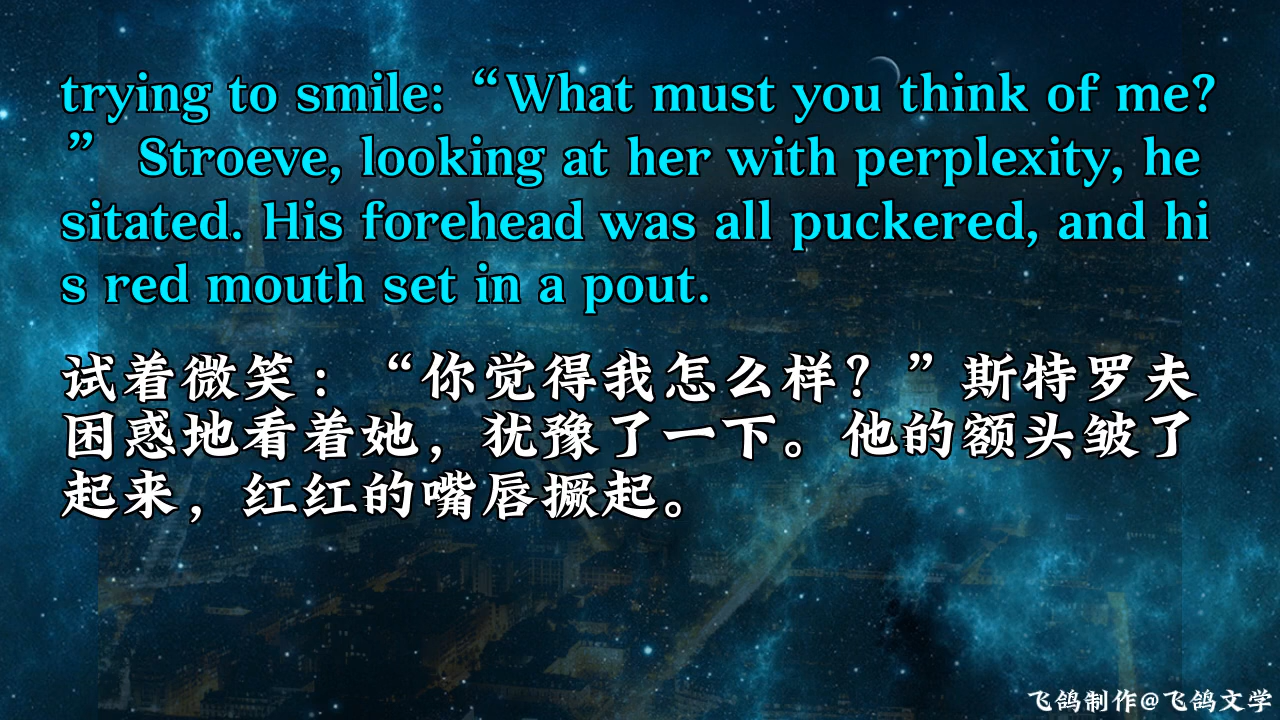 trying to smile:“What must you think of me?
” Stroeve, looking at her with perplexity, he
sitated. His forehead was all puckered, and hi
s red mouth set in a pout.
试着微笑：“你觉得我怎么样？”斯特罗夫
困惑地看着她，犹豫了一下。他的额头皱了
起来，红红的嘴唇撅起。
飞鸽制作@飞鸽文学